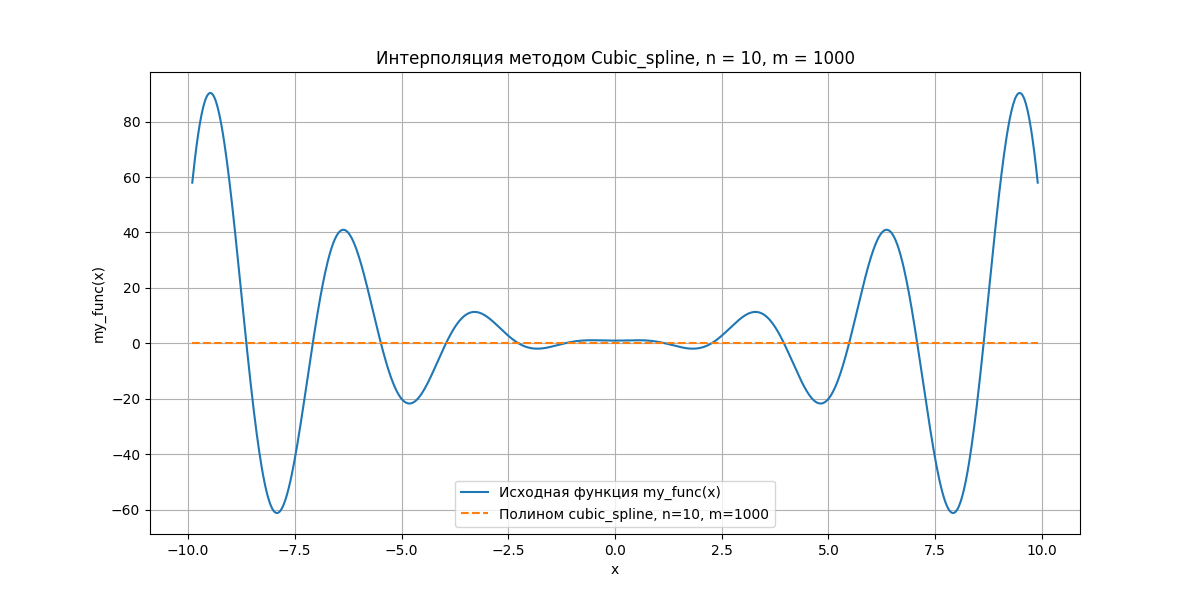 Интерполяция методом Cubic_spline, n = 10, m = 1000
80
60
40
20
0
−20
−40
−60
my_func(x)
Исходная функция my_func(x)
Полином cubic_spline, n=10, m=1000
−10.0 −7.5 −5.0 −2.5 0.0 2.5 5.0 7.5 10.0
x